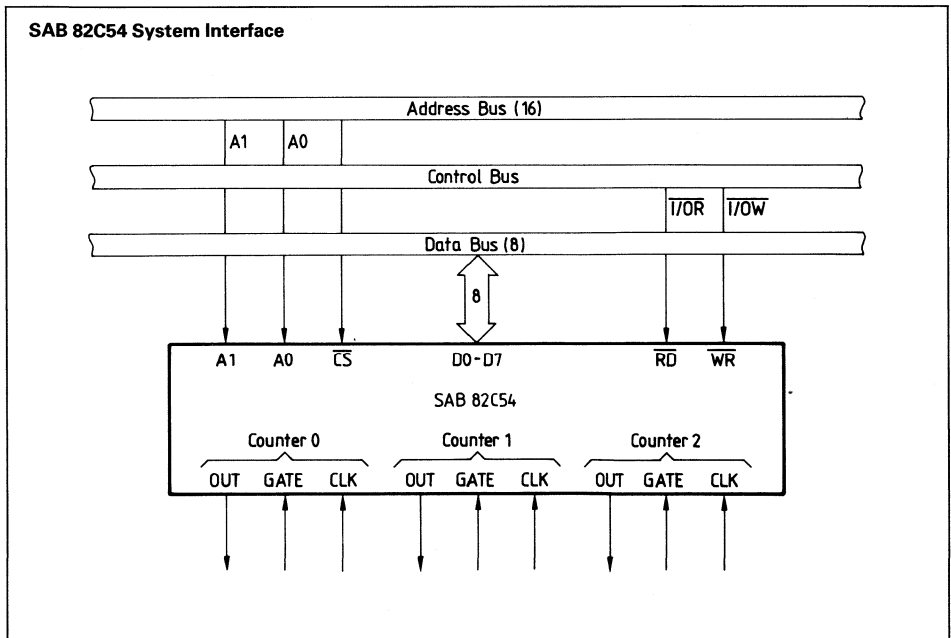 SAB 82C54 System Interface
Address Bus (16)
A1 A0
Control Bus
I/OR I/OW
Data Bus (8)
8
A1 A0 CS D0-D7 RD WR
SAB 82C54
Counter 0 Counter 1 Counter 2
OUT GATE CLK OUT GATE CLK OUT GATE CLK